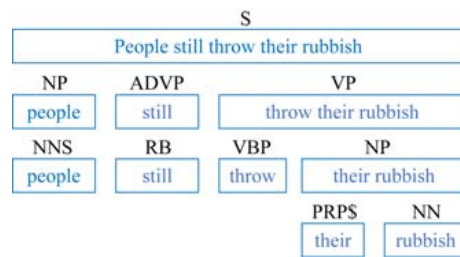 S
People still throw their rubbish
NP ADVP VP
people still throw their rubbish
NNS RB VBP NP
people still throw their rubbish
PRP$ NN
their rubbish